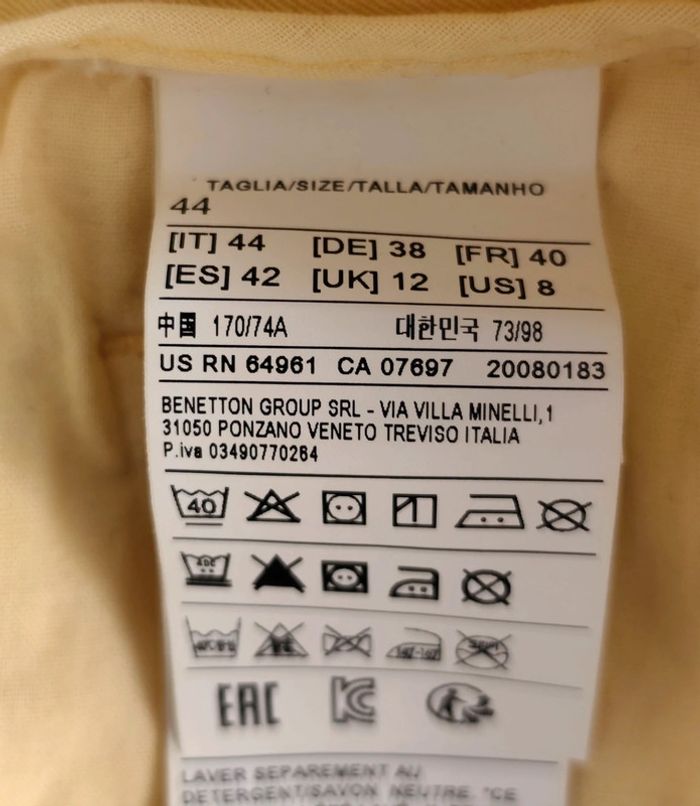 TAGLIA/SIZE/TALLA/TAMANHO
44
[IT] 44 [DE] 38 [FR] 40
[ES] 42 [UK] 12 [US] 8
中国 170/74A 대한민국 73/98
US RN 64961 CA 07697 20080183
BENETTON GROUP SRL - VIA VILLA MINELLI,1
31050 PONZANO VENETO TREVISO ITALIA
P.iva 03490770264
40
40C
EAC
LAVER SEPAREMENT AU
DETERGENT/SAVON NEUTRE. "CE